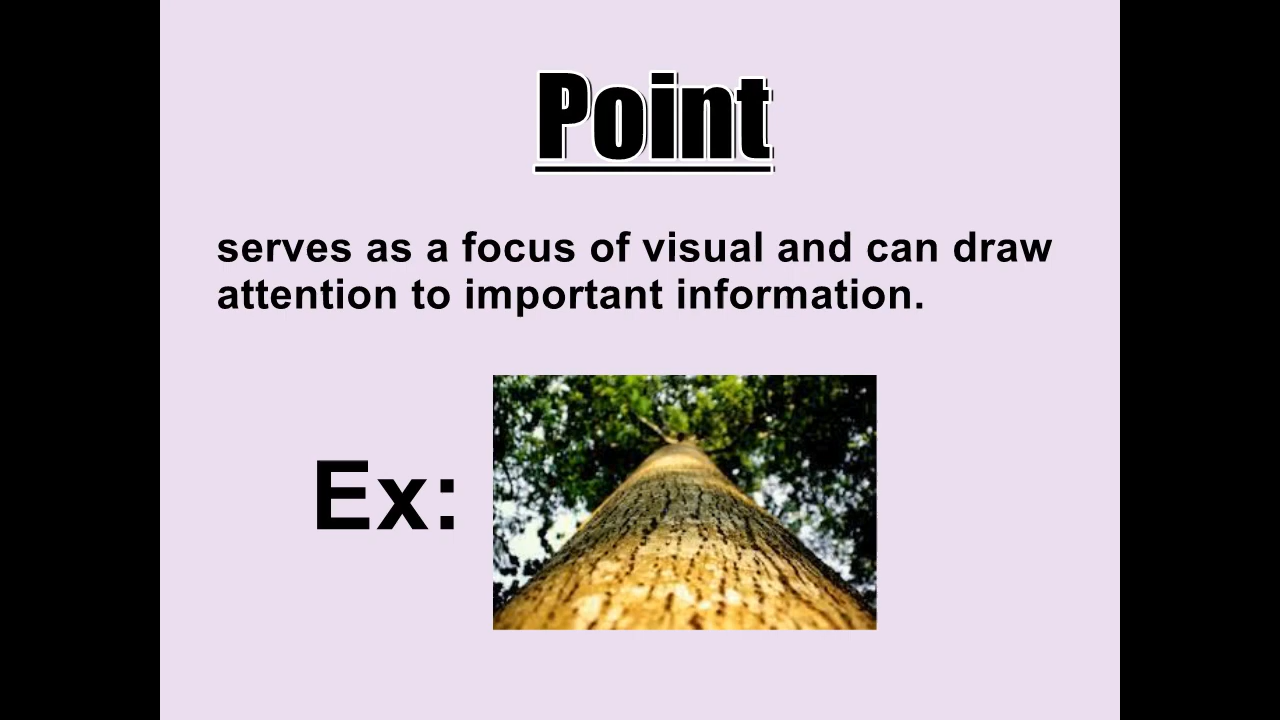 Point
serves as a focus of visual and can draw
attention to important information.
Ex: